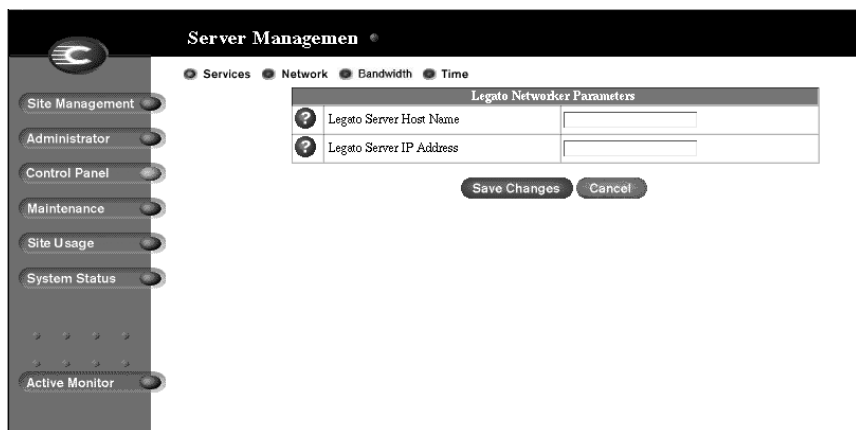 Server Managemen
Services Network Bandwidth Time
Site Management
Administrator
Control Panel
Maintenance
Site Usage
System Status
Active Monitor
Legato Networker Parameters
? Legato Server Host Name
? Legato Server IP Address
Save Changes Cancel